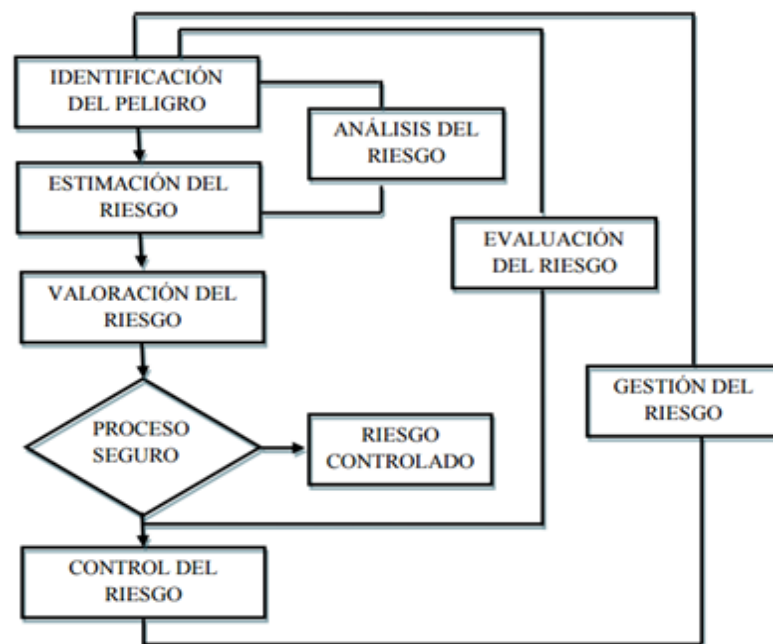 IDENTIFICACIÓN
DEL PELIGRO
ANÁLISIS DEL
RIESGO
ESTIMACIÓN DEL
RIESGO
EVALUACIÓN
DEL RIESGO
VALORACIÓN DEL
RIESGO
GESTIÓN DEL
RIESGO
PROCESO
SEGURO
RIESGO
CONTROLADO
CONTROL DEL
RIESGO